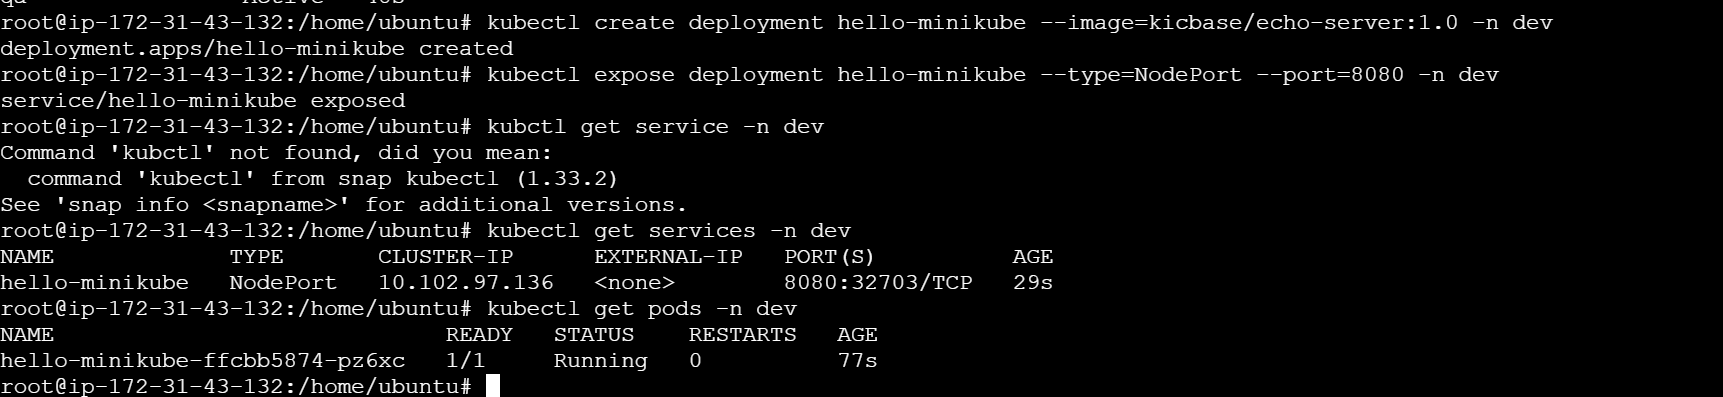 root@ip-172-31-43-132:/home/ubuntu# kubectl create deployment hello-minikube --image=kicbase/echo-server:1.0 -n dev
deployment.apps/hello-minikube created
root@ip-172-31-43-132:/home/ubuntu# kubectl expose deployment hello-minikube --type=NodePort --port=8080 -n dev
service/hello-minikube exposed
root@ip-172-31-43-132:/home/ubuntu# kubctl get service -n dev
Command 'kubctl' not found, did you mean:
  command 'kubectl' from snap kubectl (1.33.2)
See 'snap info <snapname>' for additional versions.
root@ip-172-31-43-132:/home/ubuntu# kubectl get services -n dev
NAME             TYPE       CLUSTER-IP      EXTERNAL-IP   PORT(S)          AGE
hello-minikube   NodePort   10.102.97.136   <none>        8080:32703/TCP   29s
root@ip-172-31-43-132:/home/ubuntu# kubectl get pods -n dev
NAME                             READY   STATUS    RESTARTS   AGE
hello-minikube-ffcbb5874-pz6xc   1/1     Running   0          77s
root@ip-172-31-43-132:/home/ubuntu#